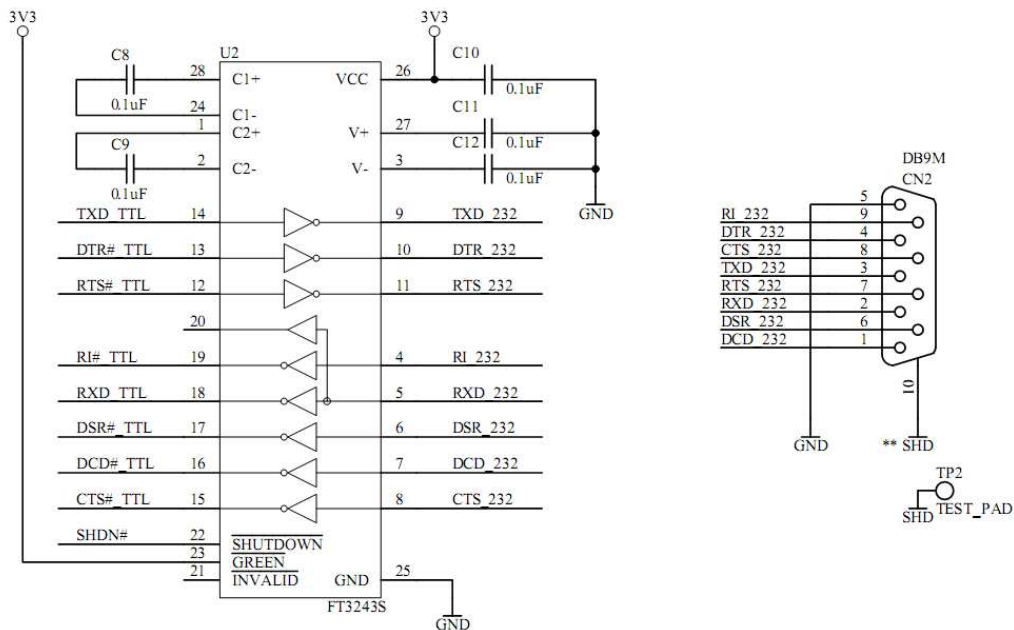 3V3
3V3
U2
C8
28
C1+
VCC
26
C10
0.1uF
0.1uF
24
C1-
C11
1
C2+
V+
27
C9
C12
0.1uF
2
C2-
V-
3
0.1uF
0.1uF
GND
TXD_TTL
14
9
TXD_232
DTR#_TTL
13
10
DTR_232
RTS#_TTL
12
11
RTS_232
20
RI#_TTL
19
4
RI_232
RXD_TTL
18
5
RXD_232
DSR#_TTL
17
6
DSR_232
DCD#_TTL
16
7
DCD_232
CTS#_TTL
15
8
CTS_232
SHDN#
22
SHUTDOWN
23
GREEN
21
INVALID
GND
25
FT3243S
GND
DB9M
CN2
5
RI_232
9
DTR_232
4
CTS_232
8
TXD_232
3
RTS_232
7
RXD_232
2
DSR_232
6
DCD_232
1
10
GND
** SHD
TP2
TEST_PAD
SHD